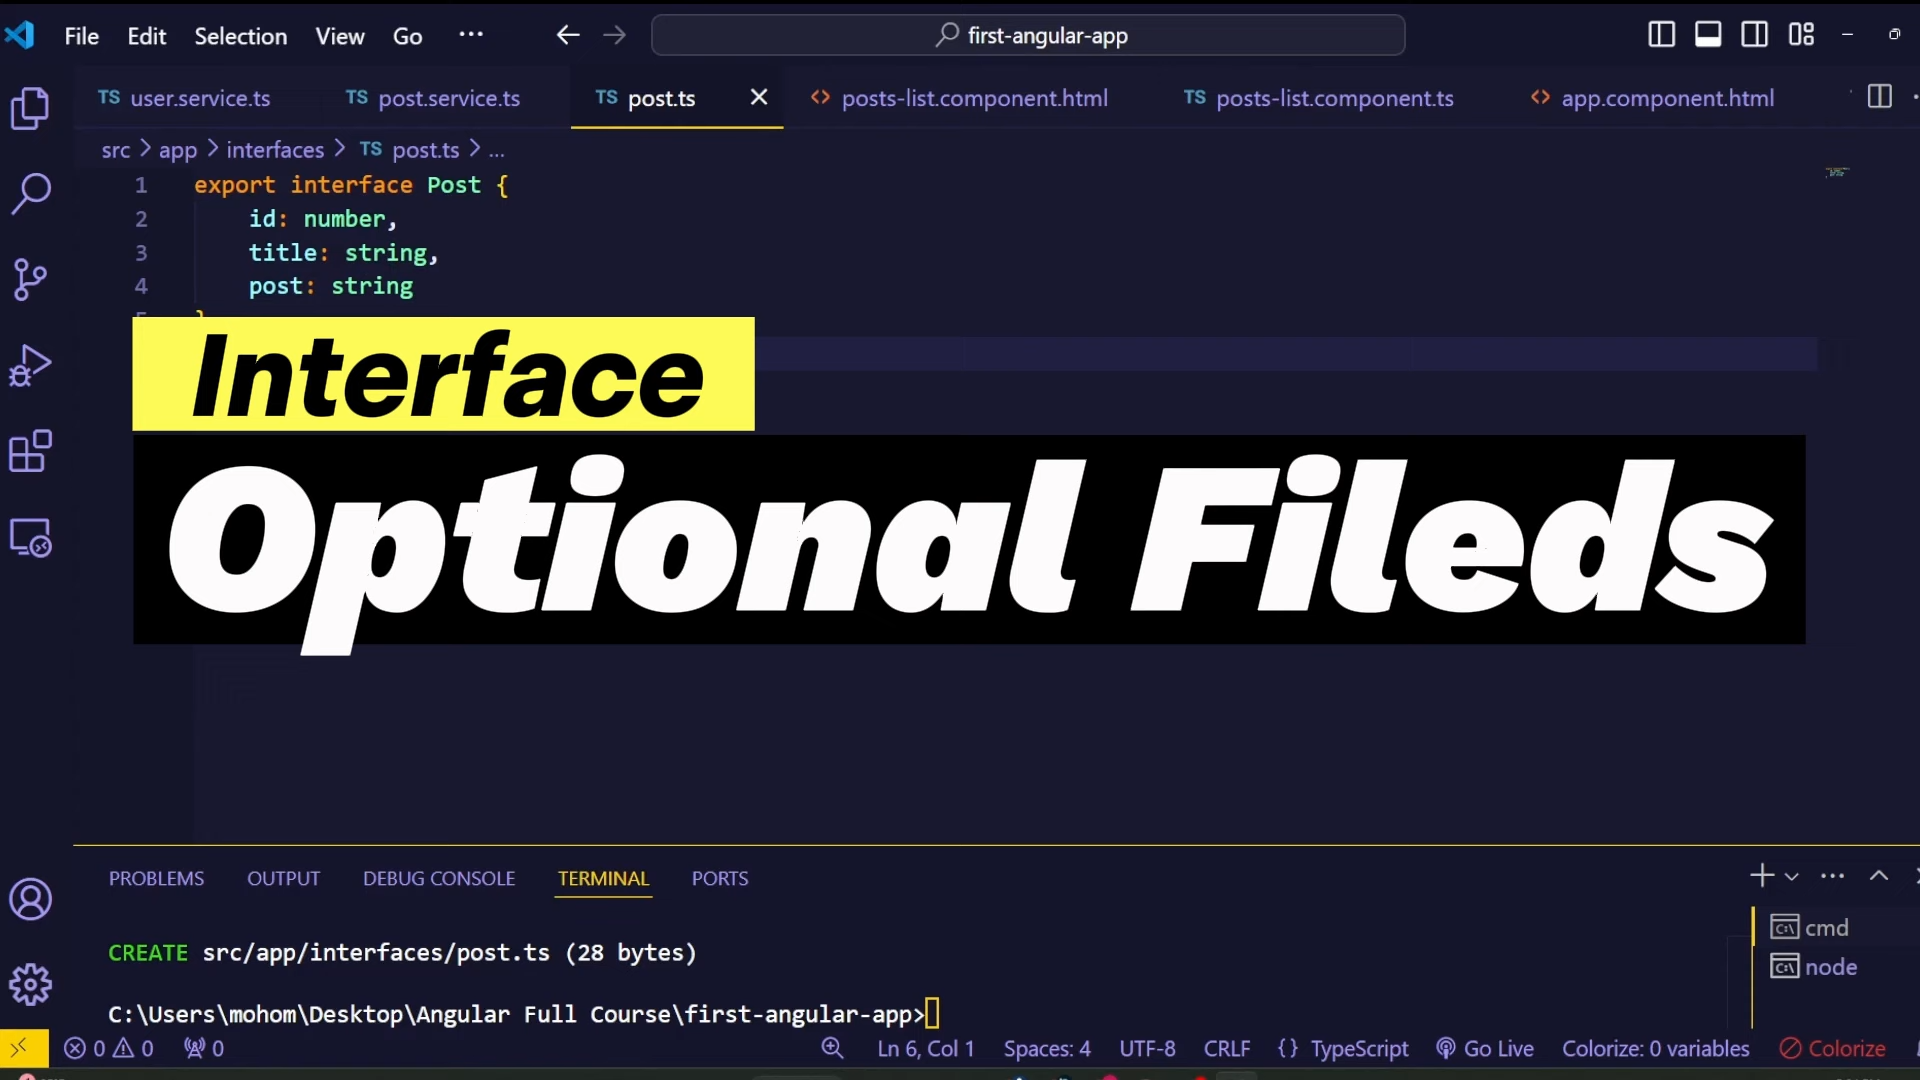 File Edit Selection View Go ··· first-angular-app
TS user.service.ts TS post.service.ts TS post.ts <> posts-list.component.html TS posts-list.component.ts <> app.component.html
src > app > interfaces > TS post.ts > ...
1 export interface Post {
2 id: number,
3 title: string,
4 post: string
Interface
Optional Fileds
PROBLEMS OUTPUT DEBUG CONSOLE TERMINAL PORTS
CREATE src/app/interfaces/post.ts (28 bytes)
cmd
node
C:\Users\mohom\Desktop\Angular Full Course\first-angular-app>
0 0 0 Ln 6, Col 1 Spaces: 4 UTF-8 CRLF {} TypeScript Go Live Colorize: 0 variables Colorize